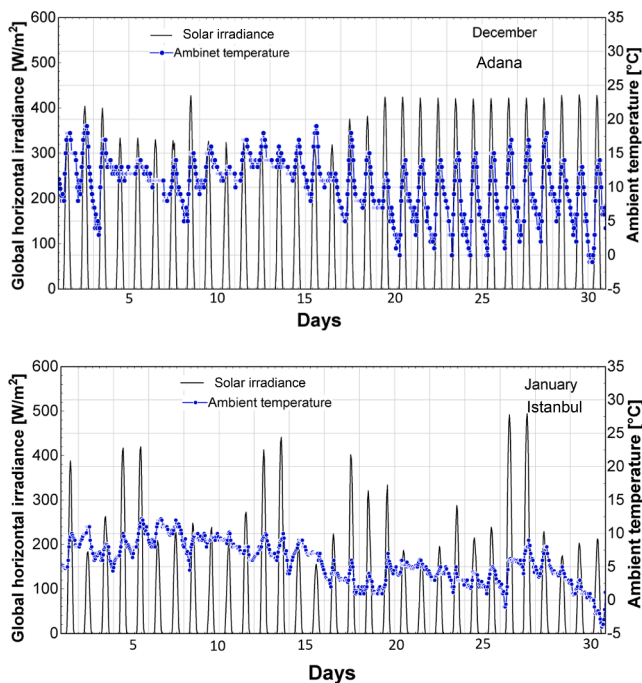 Global horizontal irradiance [W/m²]
600
500
400
300
200
100
0
Solar irradiance
Ambinet temperature
December
Adana
35
30
25
20
15
10
5
0
-5
Ambient temperature [°C]
5 10 15 20 25 30
Days
Global horizontal irradiance [W/m²]
600
500
400
300
200
100
0
Solar irradiance
Ambient temperature
January
Istanbul
35
30
25
20
15
10
5
0
-5
Ambient temperature [°C]
5 10 15 20 25 30
Days